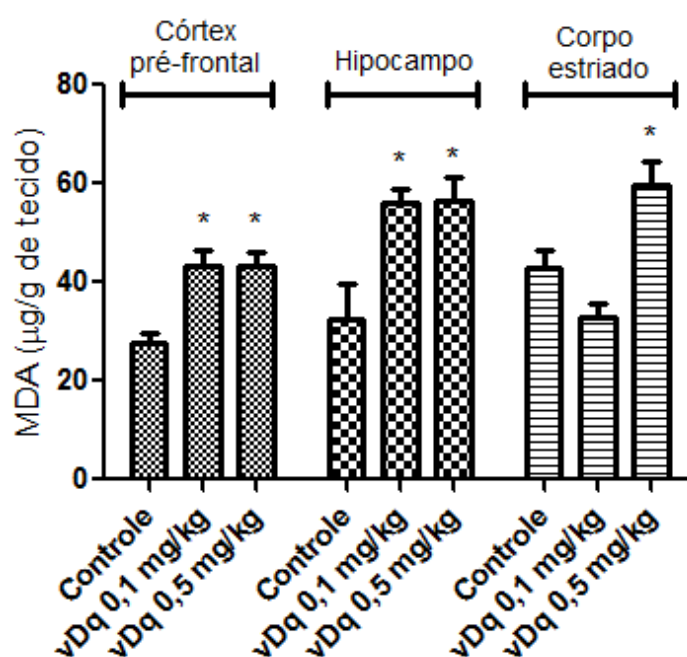 Córtex
pré-frontal
Hipocampo
Corpo
estriado
MDA (µg/g de tecido)
80
60
40
20
0
*
*
*
*
*
Controle
vDq 0,1 mg/kg
vDq 0,5 mg/kg
Controle
vDq 0,1 mg/kg
vDq 0,5 mg/kg
Controle
vDq 0,1 mg/kg
vDq 0,5 mg/kg